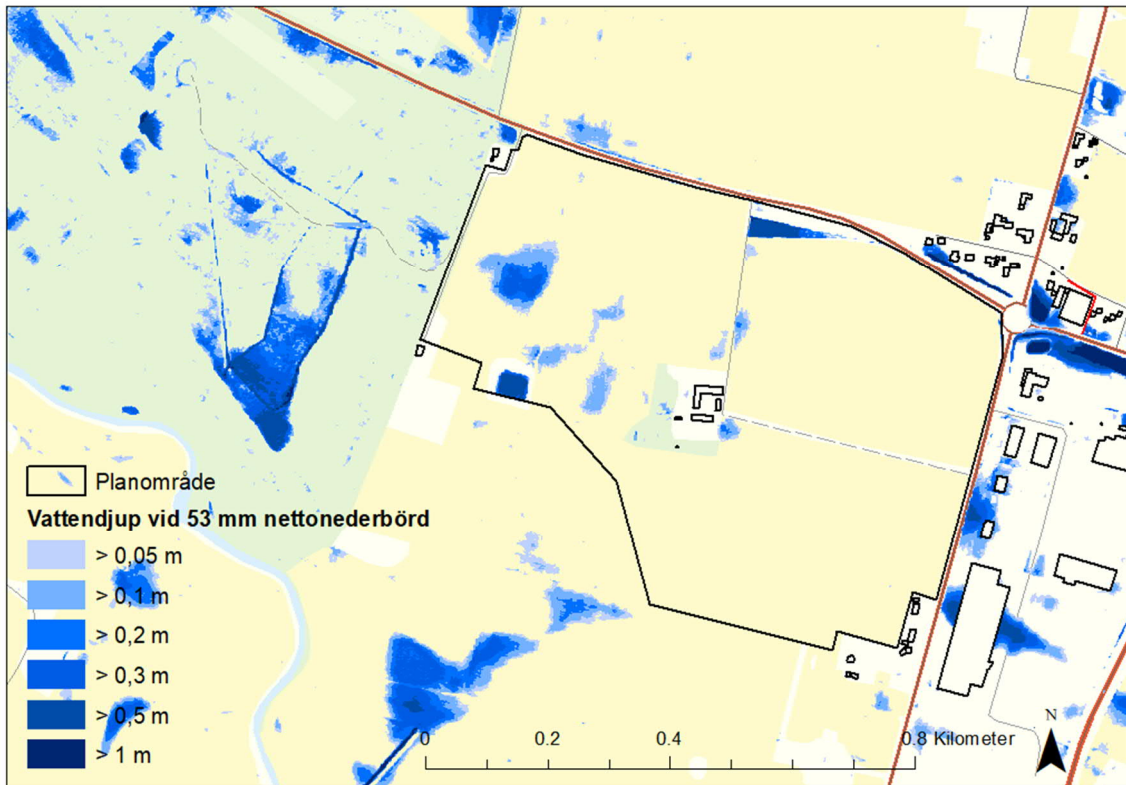 Planområde
Vattendjup vid 53 mm nettonederbörd
> 0,05 m
> 0,1 m
> 0,2 m
> 0,3 m
> 0,5 m
> 1 m
0 0.2 0.4 0.8 Kilometer
N